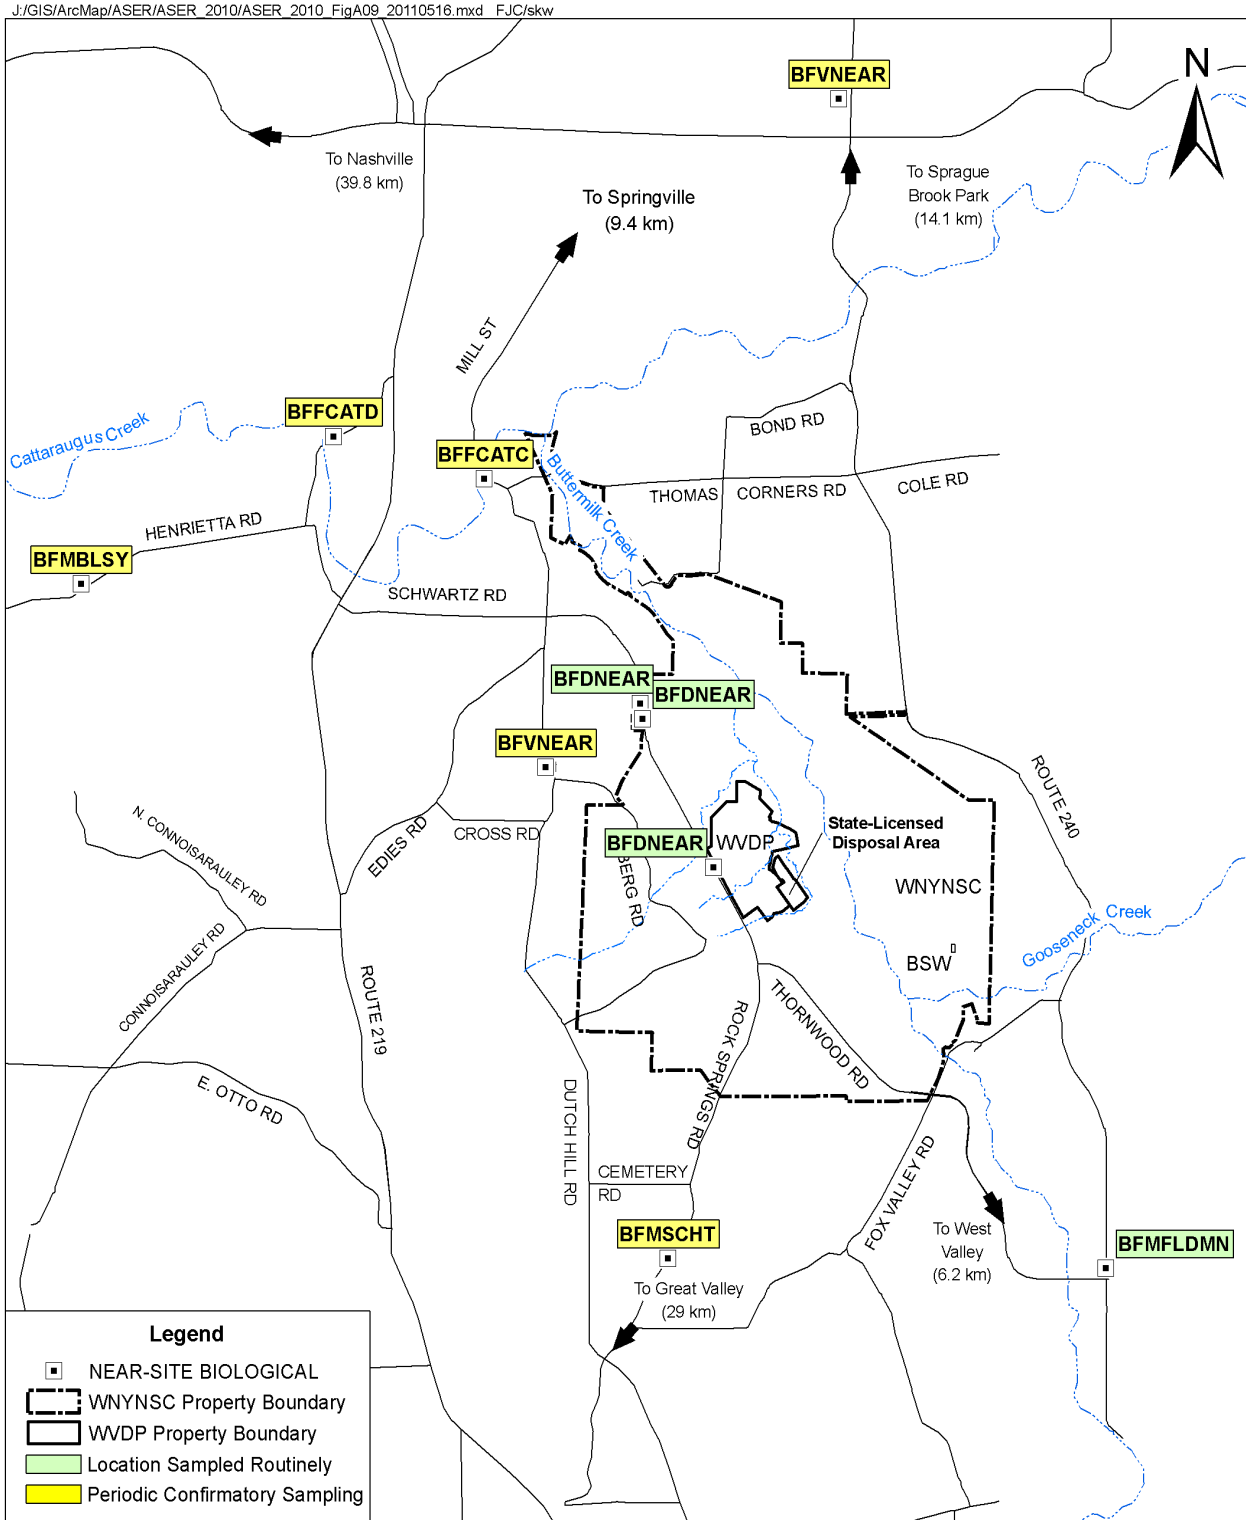 J:/GIS/ArcMap/ASER/ASER_2010/ASER_2010_FigA09_20110516.mxd FJC/skw
BFVNEAR
N
To Nashville
(39.8 km)
To Sprague
Brook Park
(14.1 km)
To Springville
(9.4 km)
MILL ST
BFFCATD
Cattaraugus Creek
BOND RD
BFFCATC
Buttermilk Creek
THOMAS CORNERS RD
COLE RD
HENRIETTA RD
BFMBLSY
SCHWARTZ RD
BFDNEAR
BFDNEAR
BFVNEAR
ROUTE 240
N. CONNOISARAULEY RD
EDIES RD
CROSS RD
BFDNEAR
WVDP
State-Licensed
Disposal Area
BERG RD
WNYNSC
Gooseneck Creek
CONNOISARAULEY RD
BSW
ROUTE 219
ROCK SPRINGS RD
THORNWOOD RD
E. OTTO RD
DUTCH HILL RD
CEMETERY
RD
FOX VALLEY RD
BFMSCHT
To West
Valley
(6.2 km)
BFMFLDMN
To Great Valley
(29 km)
Legend
NEAR-SITE BIOLOGICAL
WNYNSC Property Boundary
WVDP Property Boundary
Location Sampled Routinely
Periodic Confirmatory Sampling